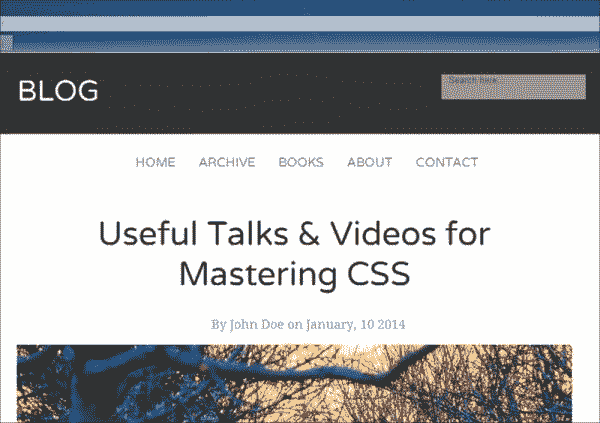 BLOG
Search here
HOME ARCHIVE BOOKS ABOUT CONTACT
Useful Talks & Videos for
Mastering CSS
By John Doe on January, 10 2014